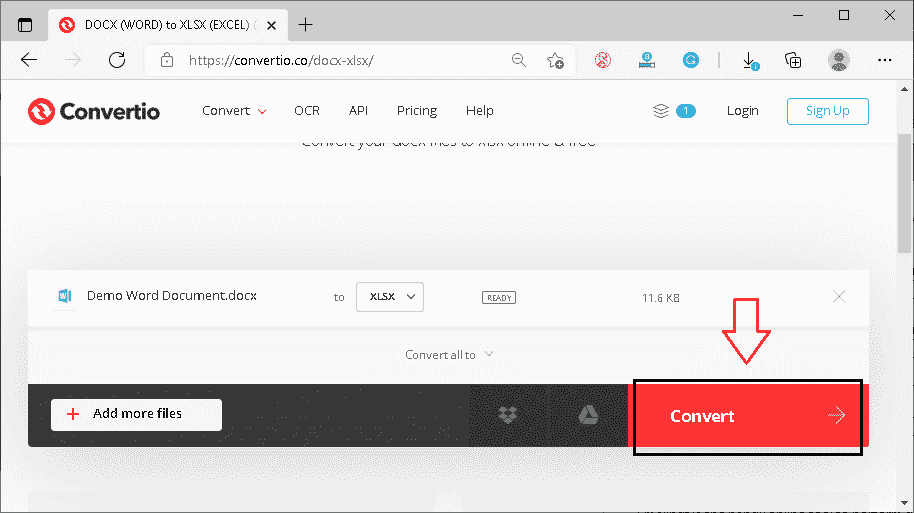 DOCX (WORD) to XLSX (EXCEL) (
https://convertio.co/docx-xlsx/
Convertio Convert OCR API Pricing Help 1 Login Sign Up
Convert your docx files to xlsx online & free
Demo Word Document.docx to XLSX READY 11.6 KB
Convert all to
Add more files Convert